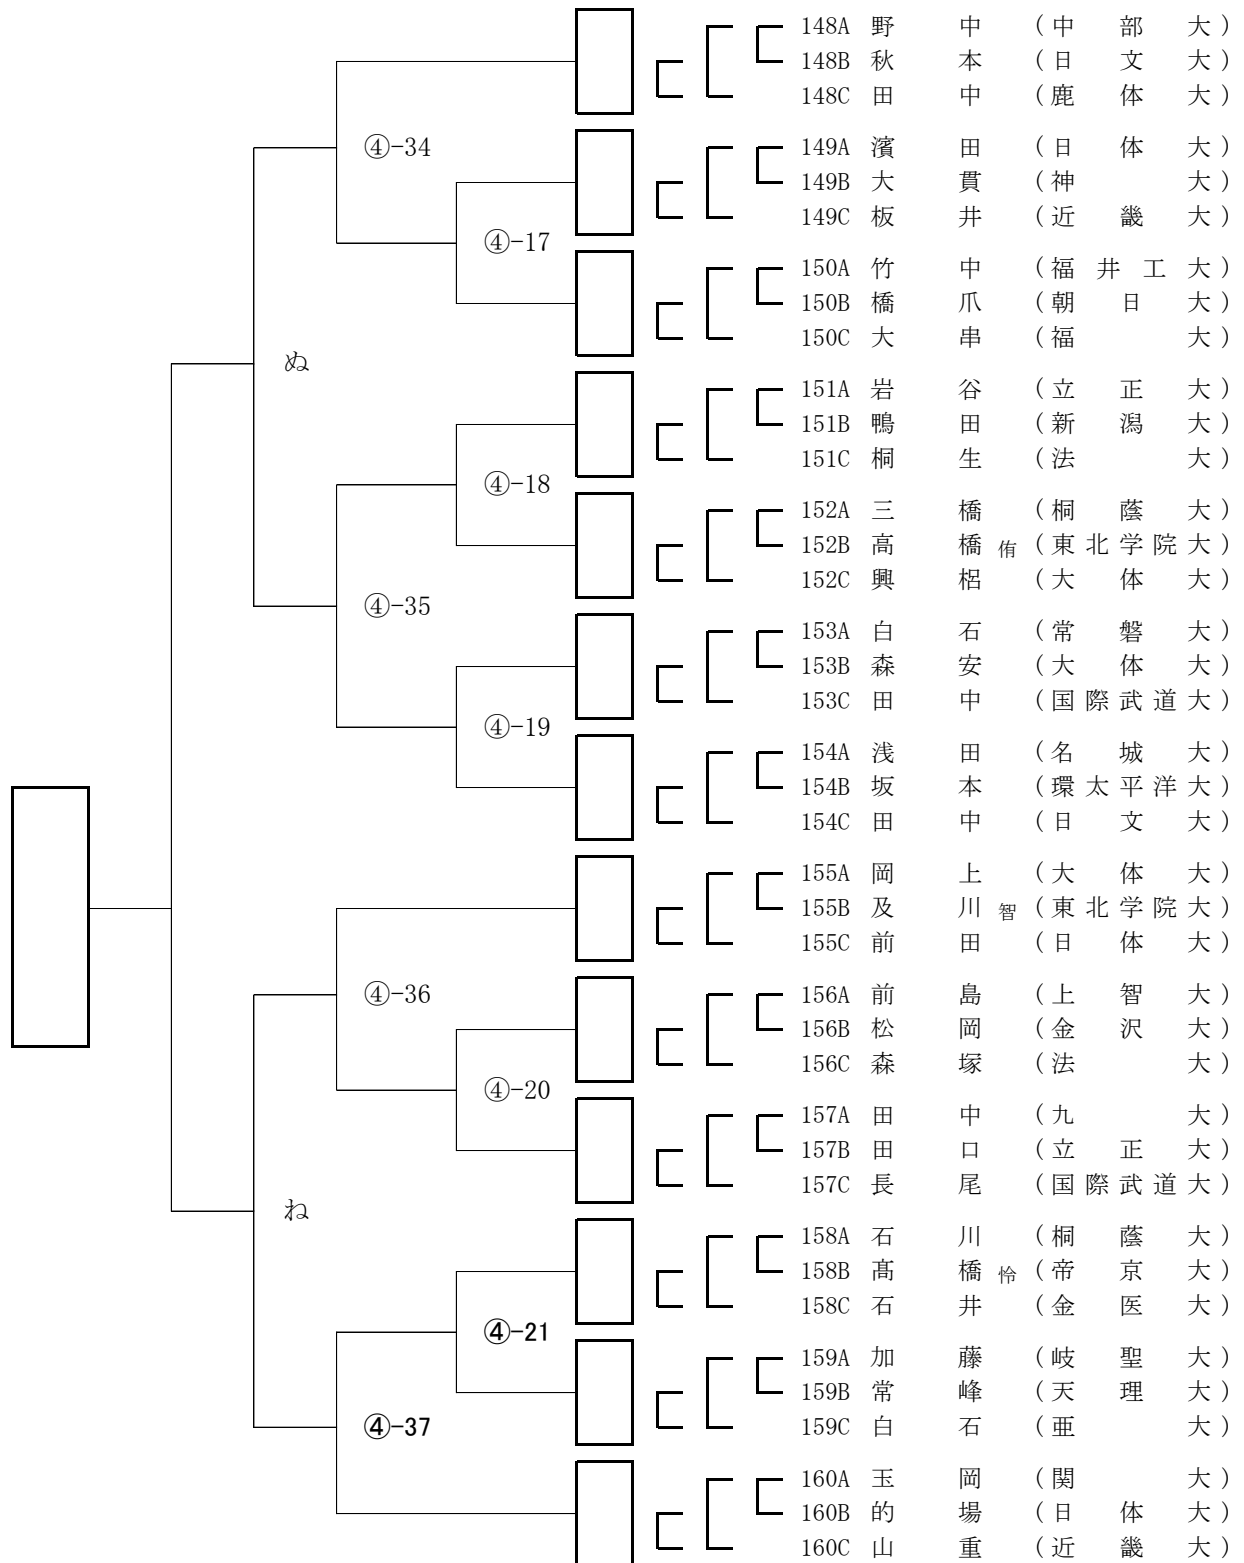 148A 野中 (中部大)
148B 秋本 (日文大)
148C 田中 (鹿体大)
④-34
149A 濱田 (日体大)
149B 大貫 (神大)
149C 板井 (近畿大)
④-17
150A 竹中 (福井工大)
150B 橋爪 (朝日大)
150C 大串 (福大)
ぬ
151A 岩谷 (立正大)
151B 鴨田 (新潟大)
151C 桐生 (法大)
④-18
152A 三橋 (桐蔭大)
152B 高橋侑 (東北学院大)
152C 興梠 (大体大)
④-35
153A 白石 (常磐大)
153B 森安 (大体大)
153C 田中 (国際武道大)
④-19
154A 浅田 (名城大)
154B 坂本 (環太平洋大)
154C 田中 (日文大)
155A 岡上 (大体大)
155B 及川智 (東北学院大)
155C 前田 (日体大)
④-36
156A 前島 (上智大)
156B 松岡 (金沢大)
156C 森塚 (法大)
④-20
157A 田中 (九大)
157B 田口 (立正大)
157C 長尾 (国際武道大)
ね
158A 石川 (桐蔭大)
158B 髙橋怜 (帝京大)
158C 石井 (金医大)
④-21
159A 加藤 (岐聖大)
159B 常峰 (天理大)
159C 白石 (亜大)
④-37
160A 玉岡 (関大)
160B 的場 (日体大)
160C 山重 (近畿大)